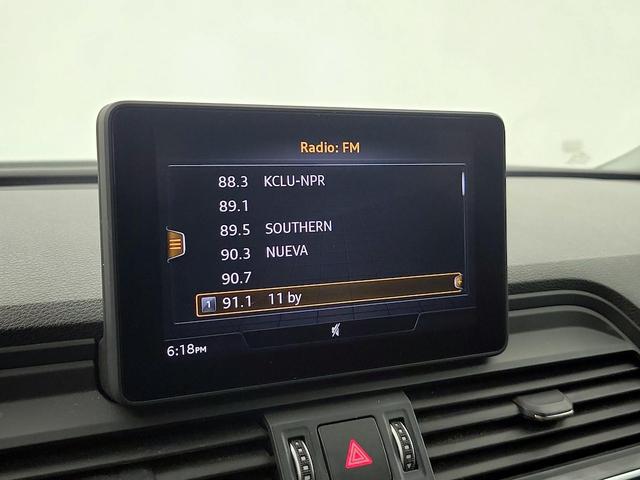 Radio: FM
88.3 KCLU-NPR
89.1
89.5 SOUTHERN
90.3 NUEVA
90.7
1 91.1 11 by
6:18PM